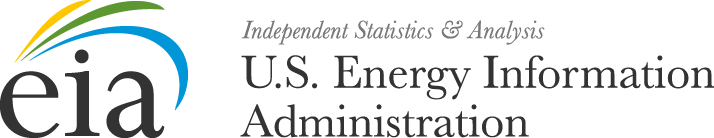 eia
Independent Statistics & Analysis
U.S. Energy Information
Administration